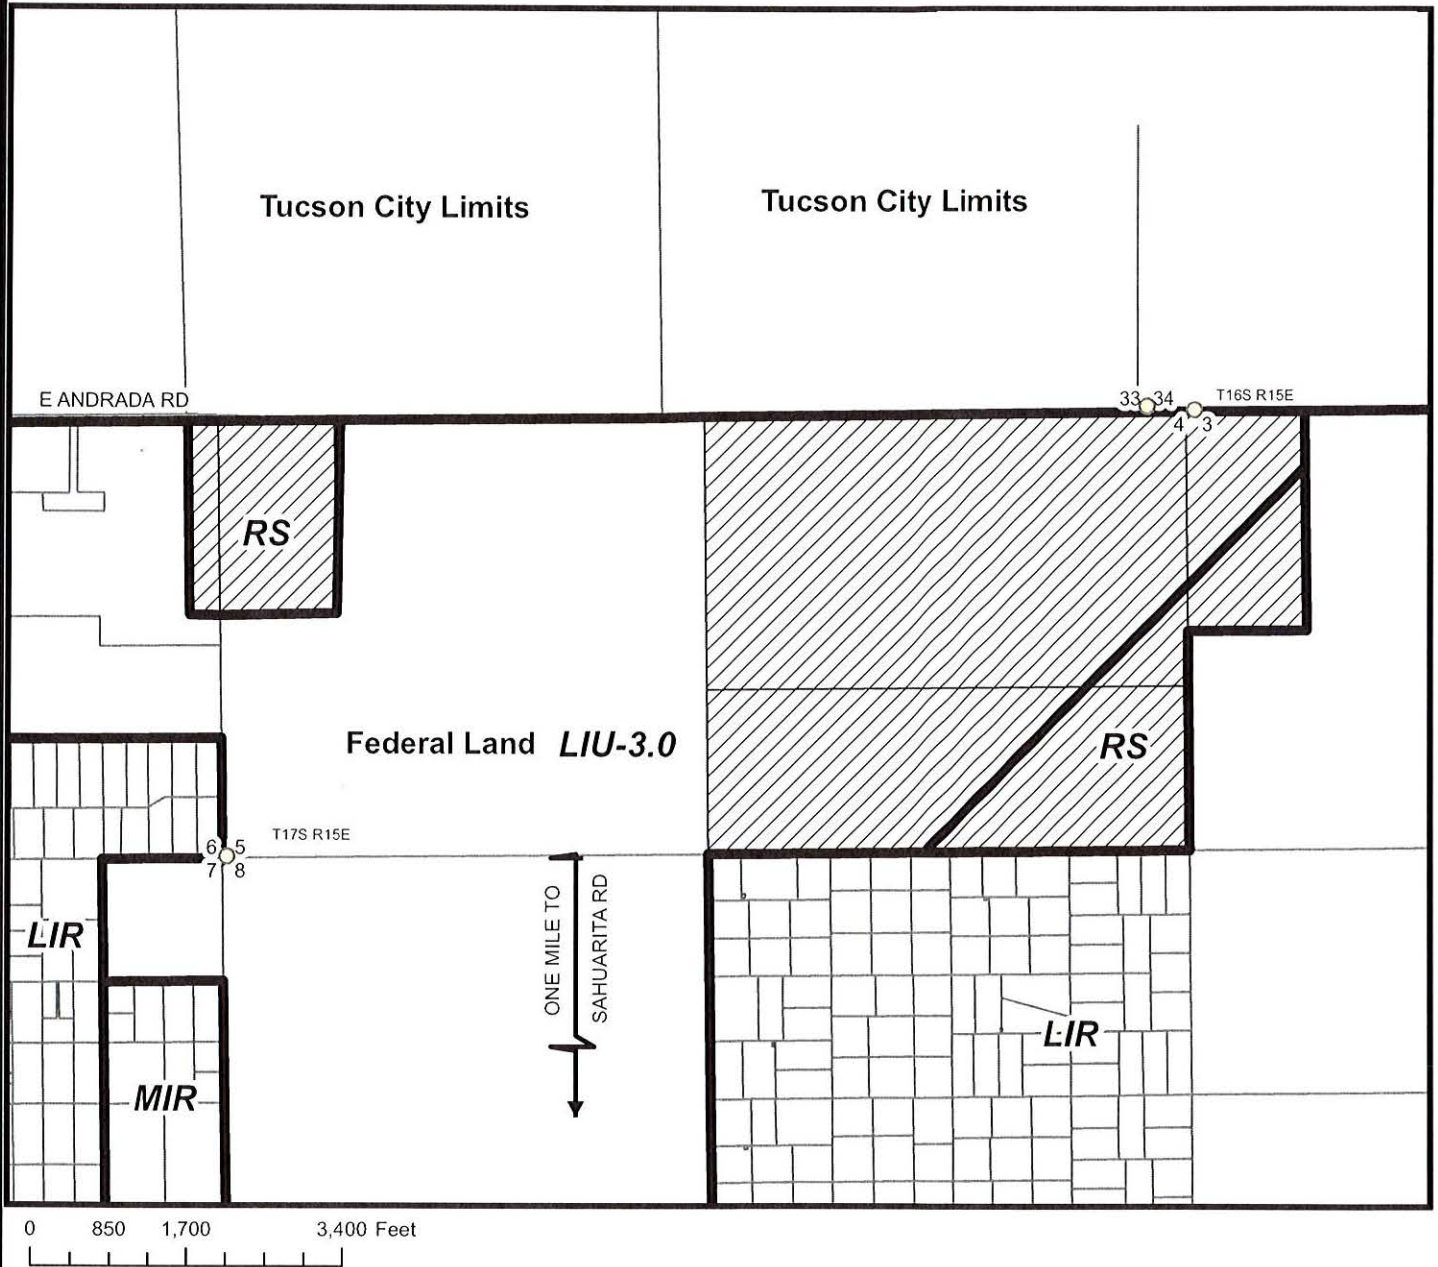 Tucson City Limits
Tucson City Limits
E ANDRADA RD
33 34
T16S R15E
4 3
RS
Federal Land LIU-3.0
RS
T17S R15E
6 5
7 8
ONE MILE TO
SAHUARITA RD
LIR
LIR
MIR
0 850 1,700 3,400 Feet